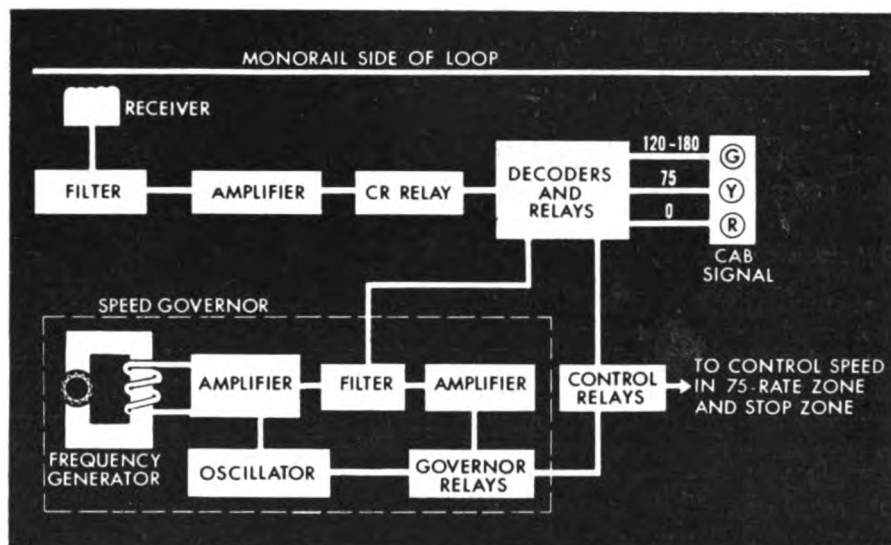 MONORAIL SIDE OF LOOP
RECEIVER
FILTER
AMPLIFIER
CR RELAY
DECODERS
AND
RELAYS
120-180
75
0
G
Y
R
CAB
SIGNAL
SPEED GOVERNOR
AMPLIFIER
FILTER
AMPLIFIER
CONTROL
RELAYS
TO CONTROL SPEED
IN 75-RATE ZONE
AND STOP ZONE
FREQUENCY
GENERATOR
OSCILLATOR
GOVERNOR
RELAYS